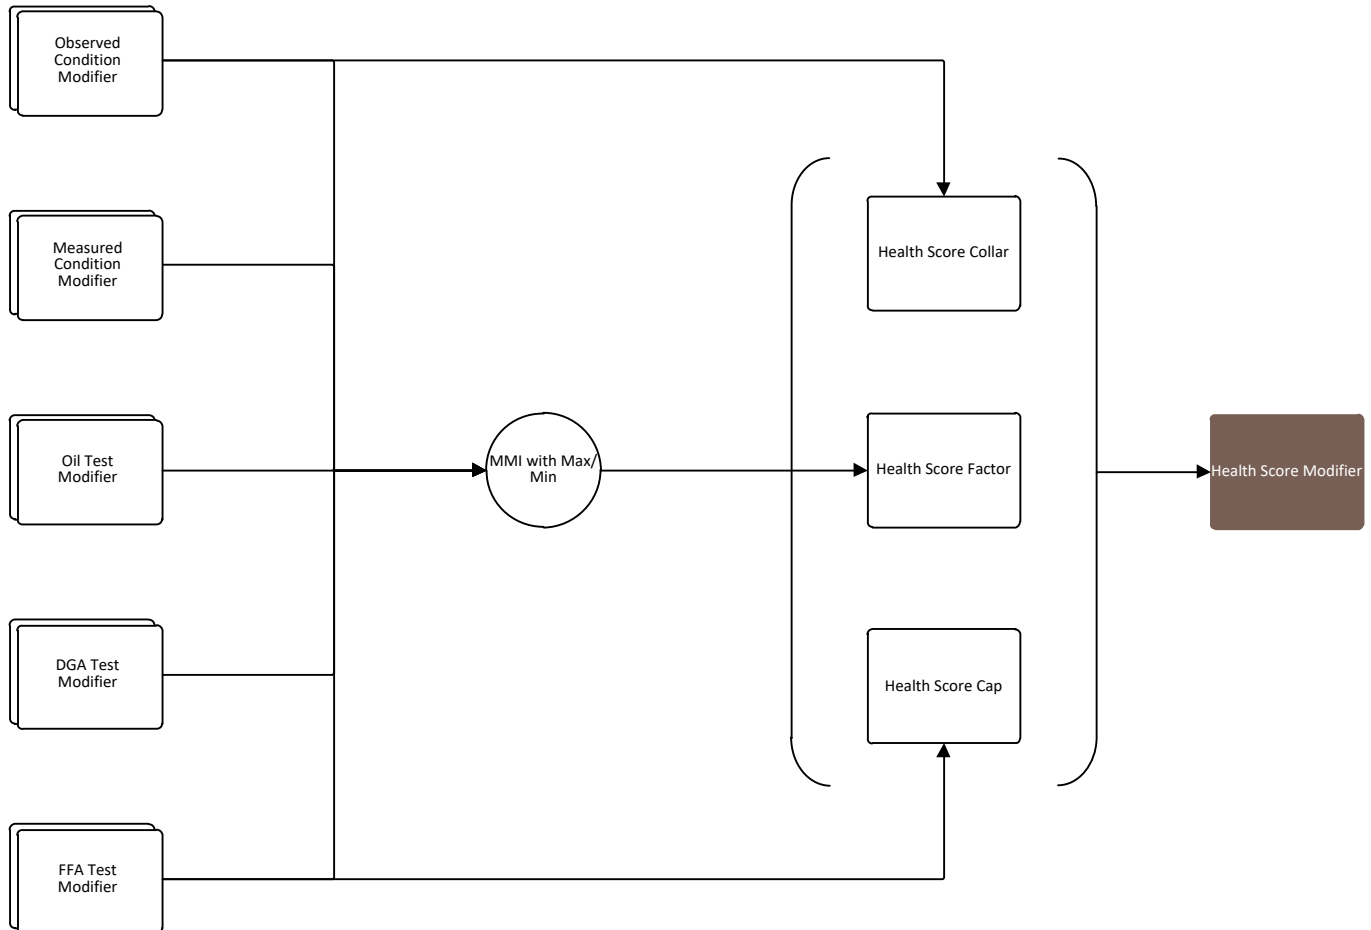 Observed
Condition
Modifier
Measured
Condition
Modifier
Health Score Collar
Oil Test
Modifier
MMI with Max/
Min
Health Score Factor
Health Score Modifier
DGA Test
Modifier
Health Score Cap
FFA Test
Modifier